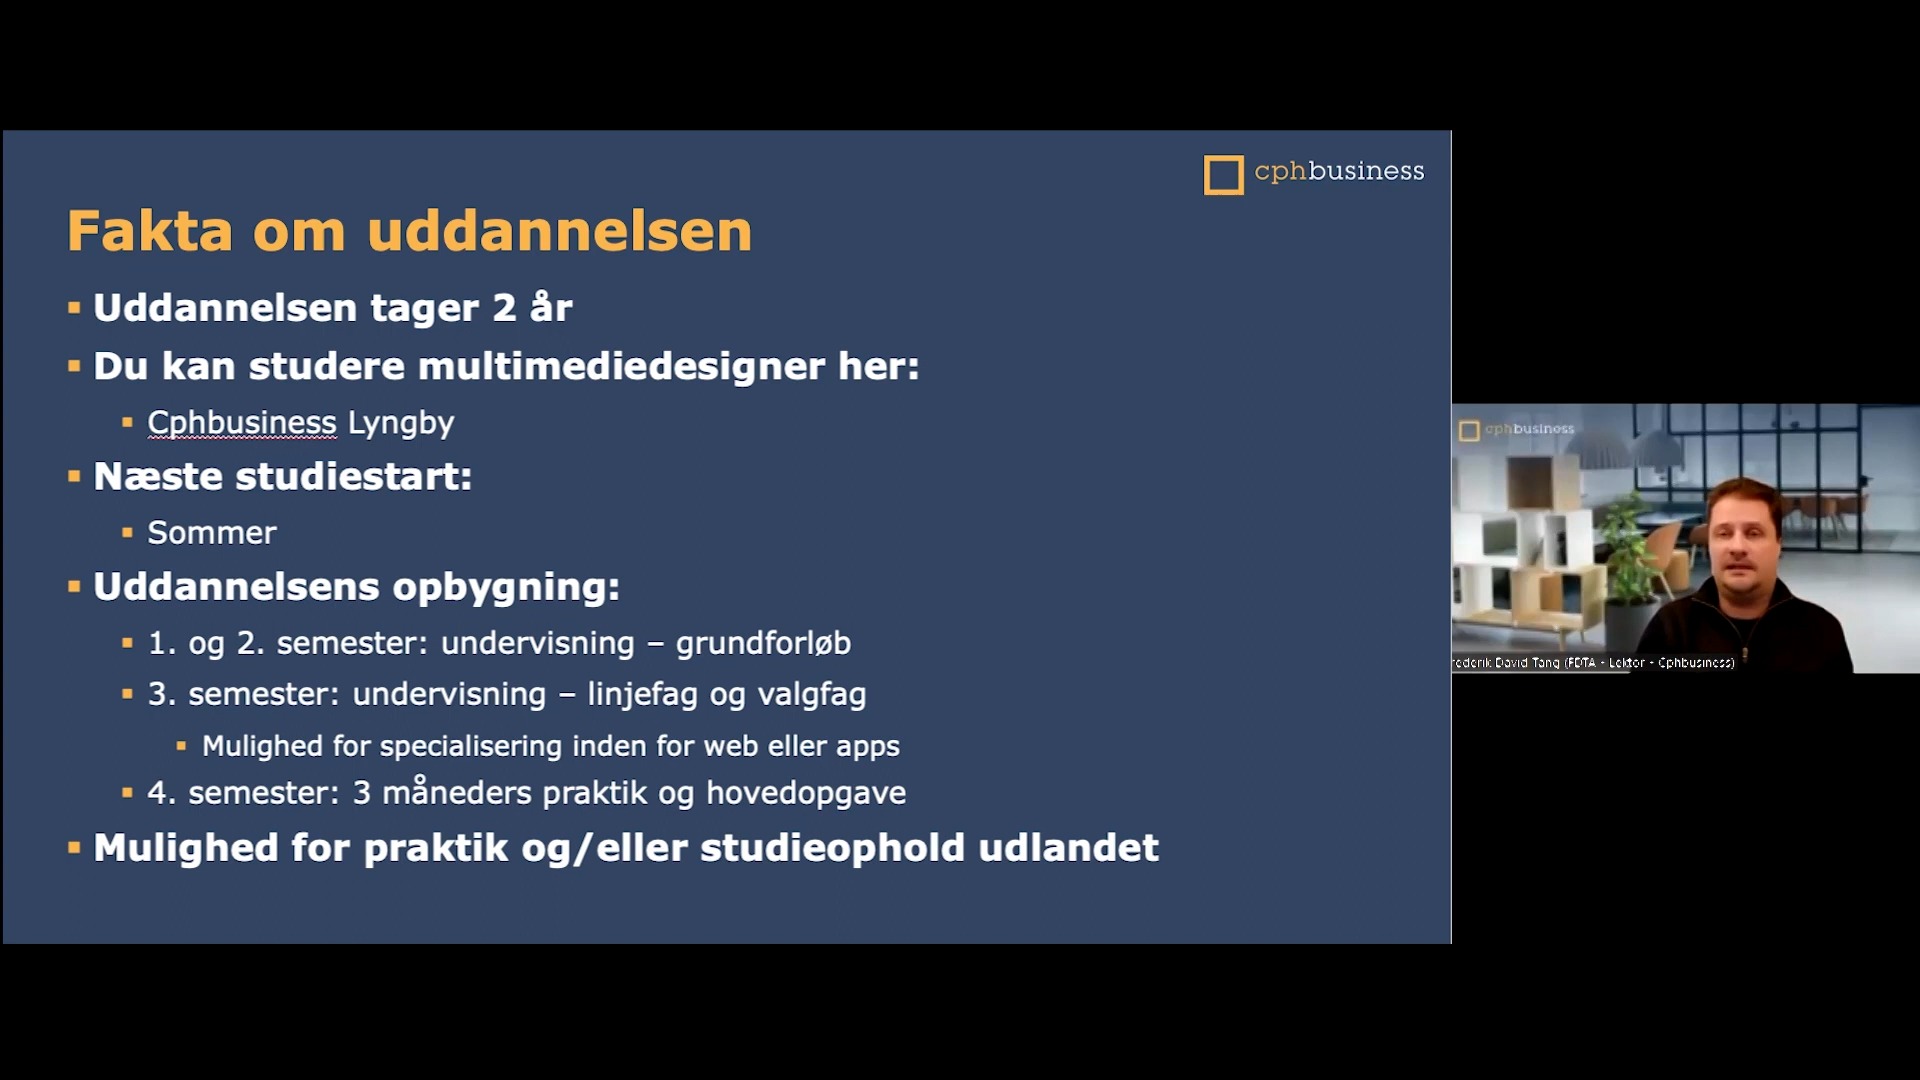 cphbusiness
Fakta om uddannelsen
Uddannelsen tager 2 år
Du kan studere multimediedesigner her:
Cphbusiness Lyngby
Næste studiestart:
Sommer
Uddannelsens opbygning:
1. og 2. semester: undervisning – grundforløb
3. semester: undervisning – linjefag og valgfag
Mulighed for specialisering inden for web eller apps
4. semester: 3 måneders praktik og hovedopgave
Mulighed for praktik og/eller studieophold udlandet
cphbusiness
rederik David Tang (FDTA - Lektor - Cphbusiness)